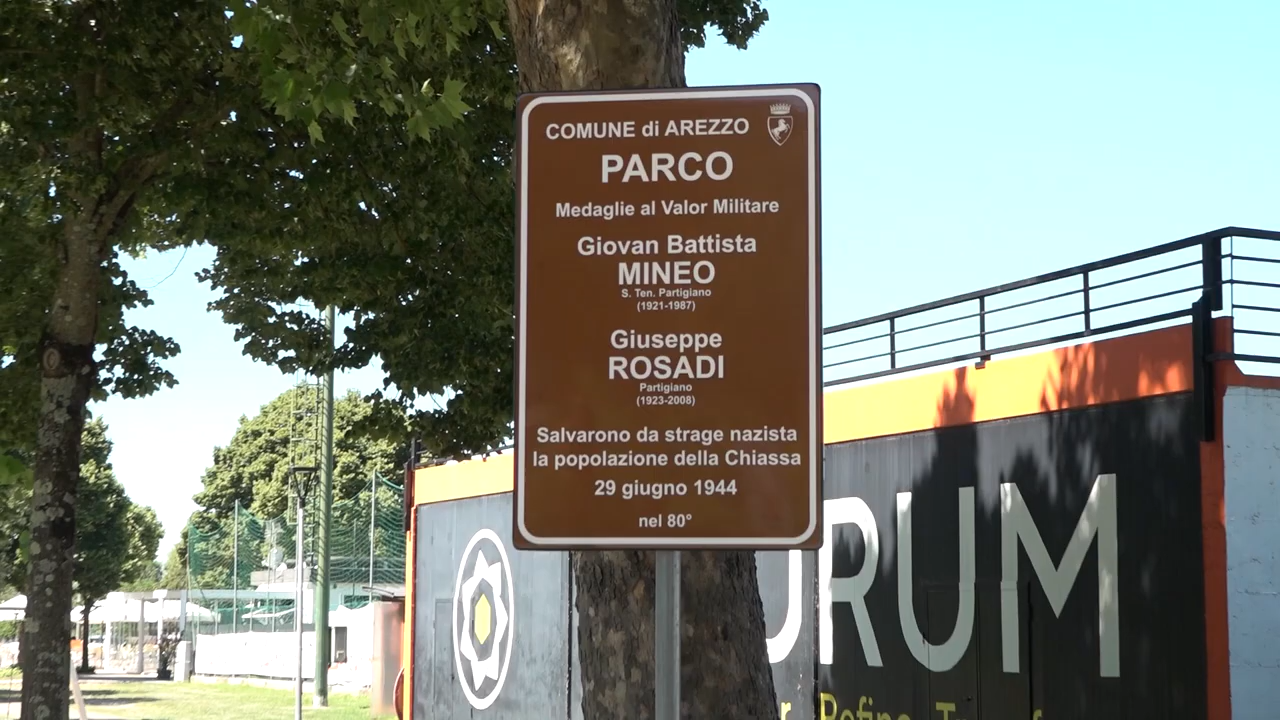 COMUNE di AREZZO
PARCO
Medaglie al Valor Militare
Giovan Battista
MINEO
S. Ten. Partigiano
(1921-1987)
Giuseppe
ROSADI
Partigiano
(1923-2008)
Salvarono da strage nazista
la popolazione della Chiassa
29 giugno 1944
nel 80°
RUM